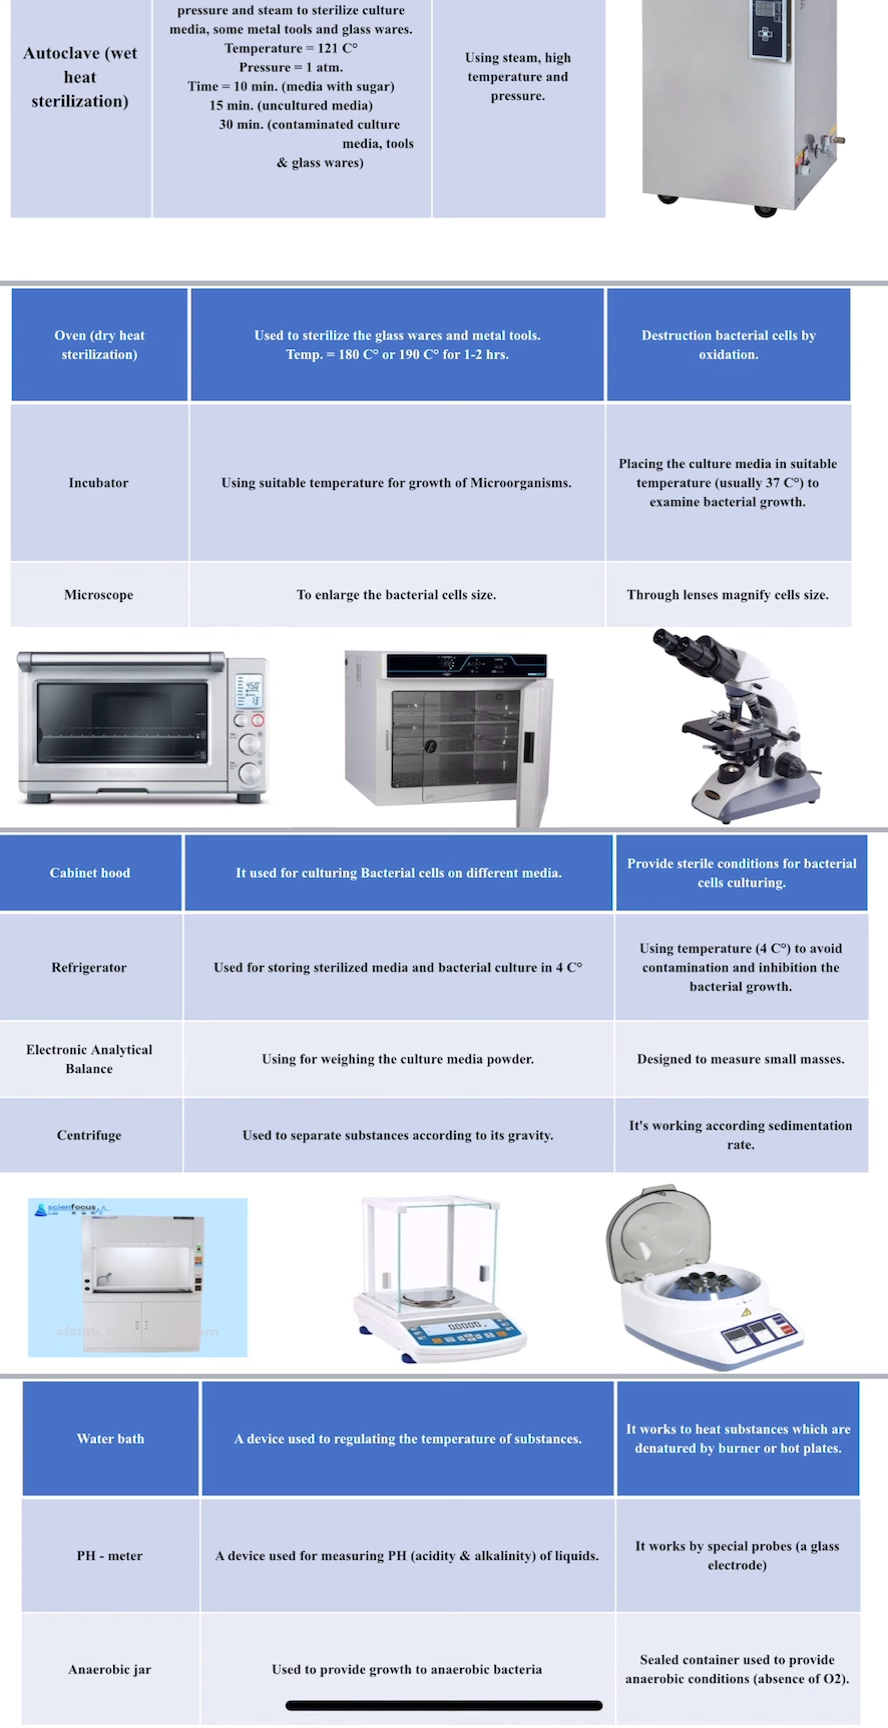 pressure and steam to sterilize culture
media, some metal tools and glass wares.
Autoclave (wet
heat
sterilization)
Temperature = 121 C°
Pressure = 1 atm.
Time = 10 min. (media with sugar)
15 min. (uncultured media)
30 min. (contaminated culture
media, tools
& glass wares)
Using steam, high
temperature and
pressure.
Oven (dry heat
sterilization)
Used to sterilize the glass wares and metal tools.
Temp. = 180 C° or 190 C° for 1-2 hrs.
Destruction bacterial cells by
oxidation.
Incubator
Using suitable temperature for growth of Microorganisms.
Placing the culture media in suitable
temperature (usually 37 C°) to
examine bacterial growth.
Microscope
To enlarge the bacterial cells size.
Through lenses magnify cells size.
Cabinet hood
It used for culturing Bacterial cells on different media.
Provide sterile conditions for bacterial
cells culturing.
Refrigerator
Used for storing sterilized media and bacterial culture in 4 C°
Using temperature (4 C°) to avoid
contamination and inhibition the
bacterial growth.
Electronic Analytical
Balance
Using for weighing the culture media powder.
Designed to measure small masses.
Centrifuge
Used to separate substances according to its gravity.
It's working according sedimentation
rate.
scienfocus
Lab
0.0000
Water bath
A device used to regulating the temperature of substances.
It works to heat substances which are
denatured by burner or hot plates.
PH - meter
A device used for measuring PH (acidity & alkalinity) of liquids.
It works by special probes (a glass
electrode)
Anaerobic jar
Used to provide growth to anaerobic bacteria
Sealed container used to provide
anaerobic conditions (absence of O2).